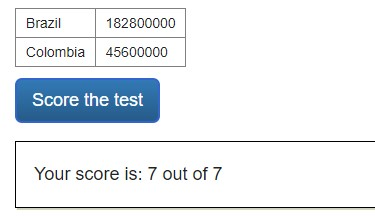 Brazil 182800000
Colombia 45600000
Score the test
Your score is: 7 out of 7